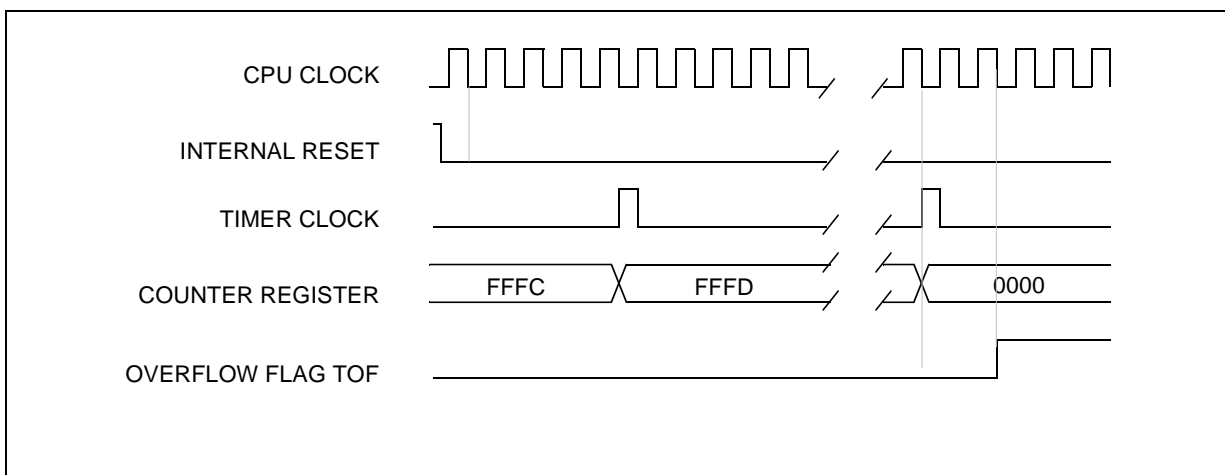 CPU CLOCK
INTERNAL RESET
TIMER CLOCK
COUNTER REGISTER
FFFC
FFFD
0000
OVERFLOW FLAG TOF